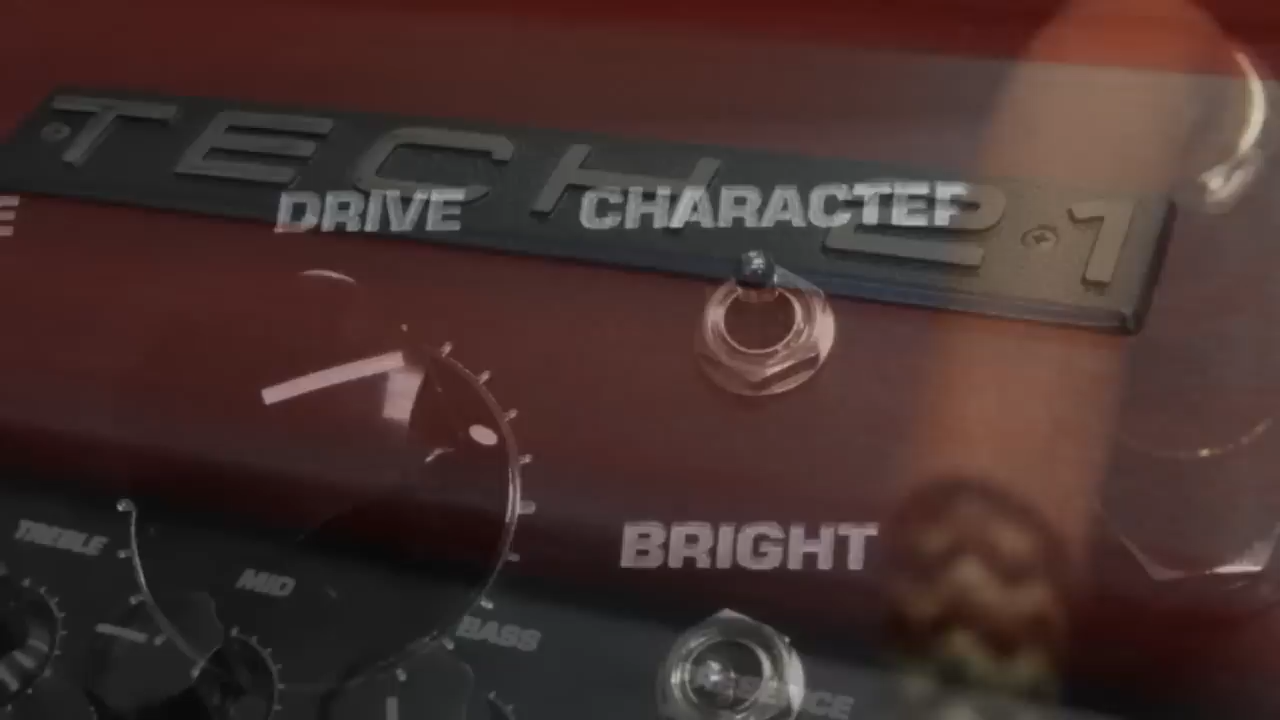 TECH 21
DRIVE
CHARACTER
BRIGHT
TREBLE
MID
BASS